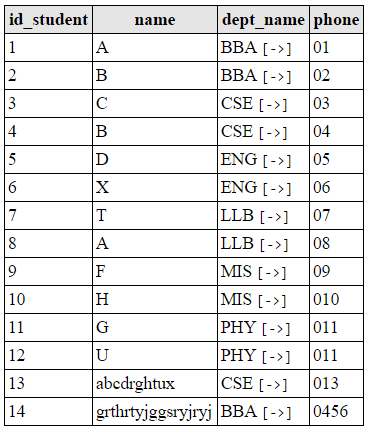 id_student name dept_name phone
1 A BBA [->] 01
2 B BBA [->] 02
3 C CSE [->] 03
4 B CSE [->] 04
5 D ENG [->] 05
6 X ENG [->] 06
7 T LLB [->] 07
8 A LLB [->] 08
9 F MIS [->] 09
10 H MIS [->] 010
11 G PHY [->] 011
12 U PHY [->] 011
13 abcdrghtux CSE [->] 013
14 grthrtyjggsryjryj BBA [->] 0456